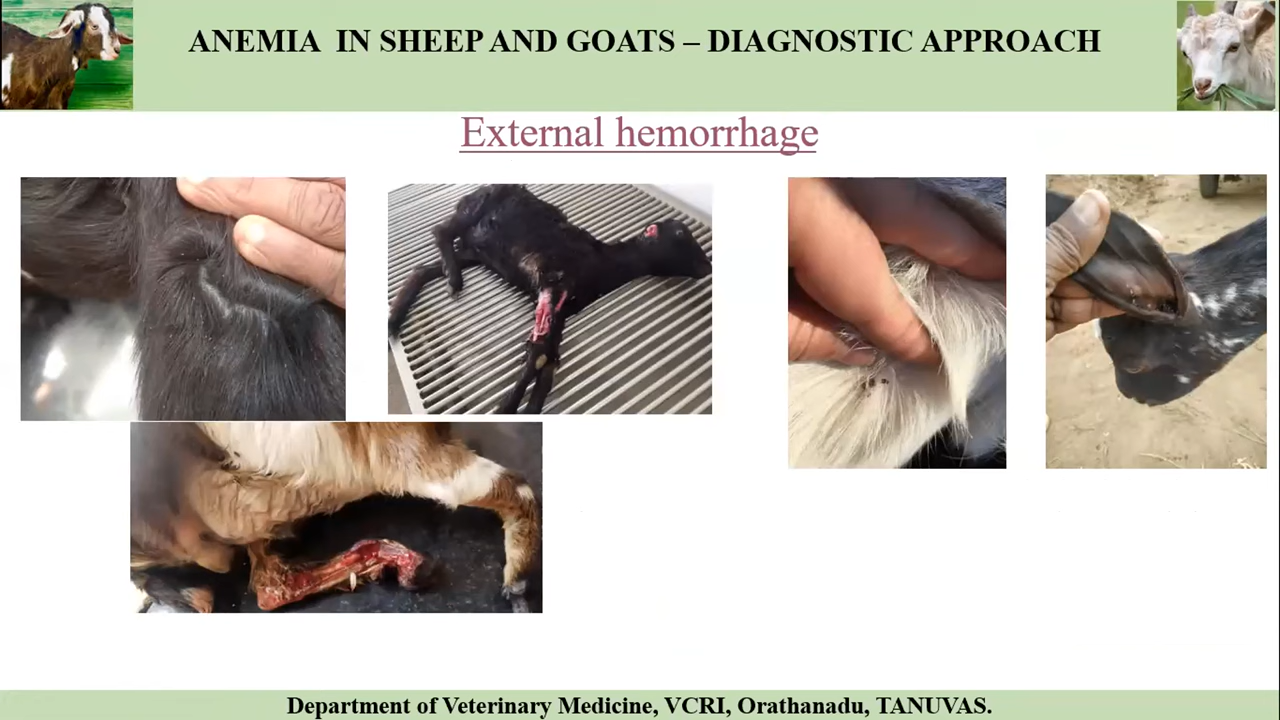 ANEMIA IN SHEEP AND GOATS – DIAGNOSTIC APPROACH
External hemorrhage
Department of Veterinary Medicine, VCRI, Orathanadu, TANUVAS.